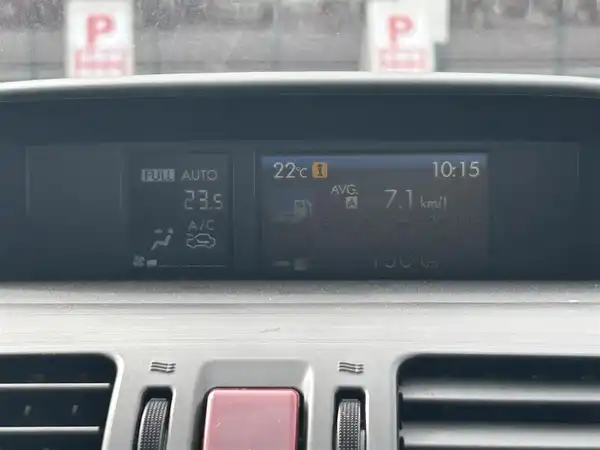 P
P
FULL AUTO
23.5
A/C
22°C I
10:15
AVG.
A
7.1 km/l